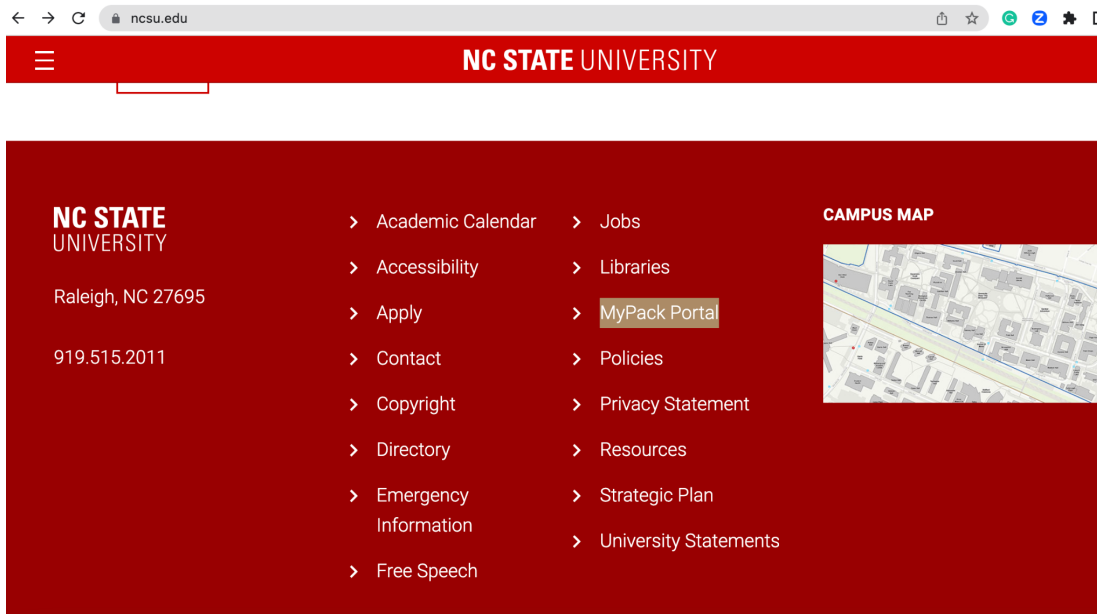 ncsu.edu
NC STATE UNIVERSITY
NC STATE
UNIVERSITY
Raleigh, NC 27695
919.515.2011
Academic Calendar
Accessibility
Apply
Contact
Copyright
Directory
Emergency
Information
Free Speech
Jobs
Libraries
MyPack Portal
Policies
Privacy Statement
Resources
Strategic Plan
University Statements
CAMPUS MAP